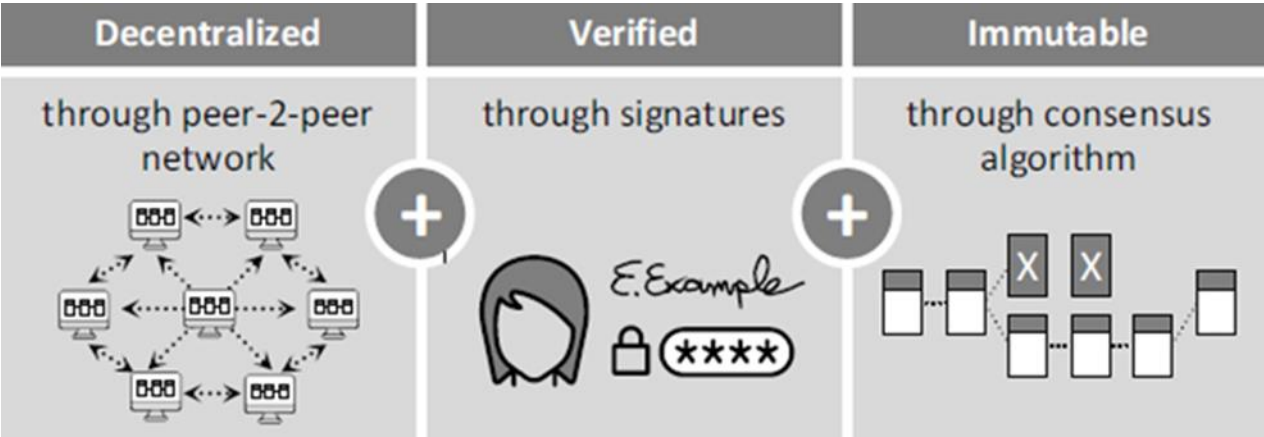 Decentralized
Verified
Immutable
through peer-2-peer
network
through signatures
through consensus
algorithm
+
+
E.Example
****
X X